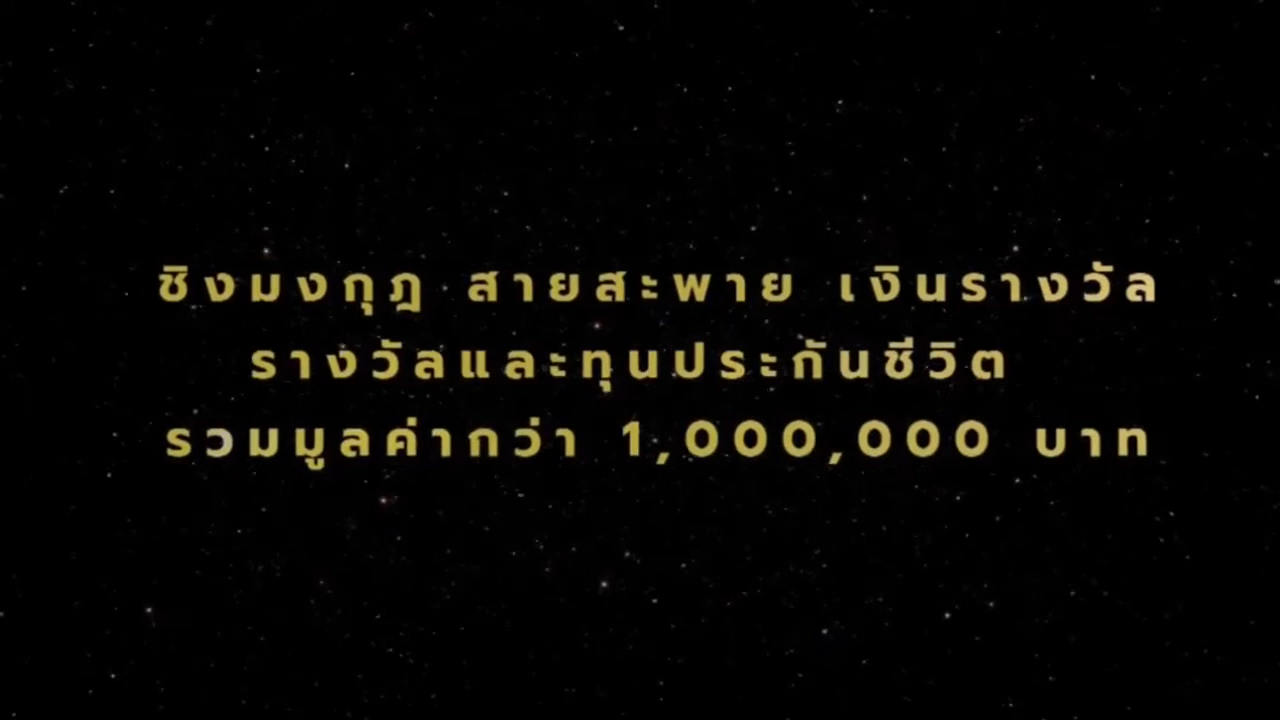 ชิงมงกุฎ สายสะพาย เงินรางวัล
รางวัลและทุนประกันชีวิต
รวมมูลค่ากว่า 1,000,000 บาท